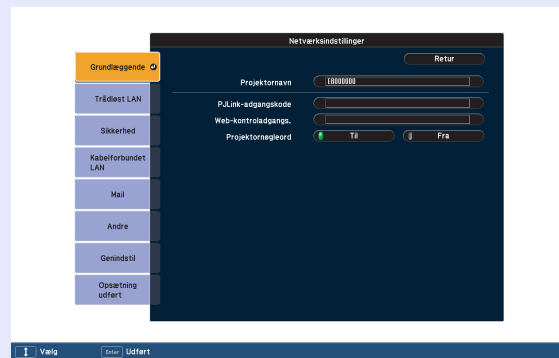 Netværksindstillinger
Retur
Grundlæggende
Trådløst LAN
Sikkerhed
Kabelforbundet
LAN
Mail
Andre
Genindstil
Opsætning
udført
Projektornavn EB000000
PJLink-adgangskode
Web-kontroladgangs.
Projektornøgleord Til Fra
Vælg Enter Udført